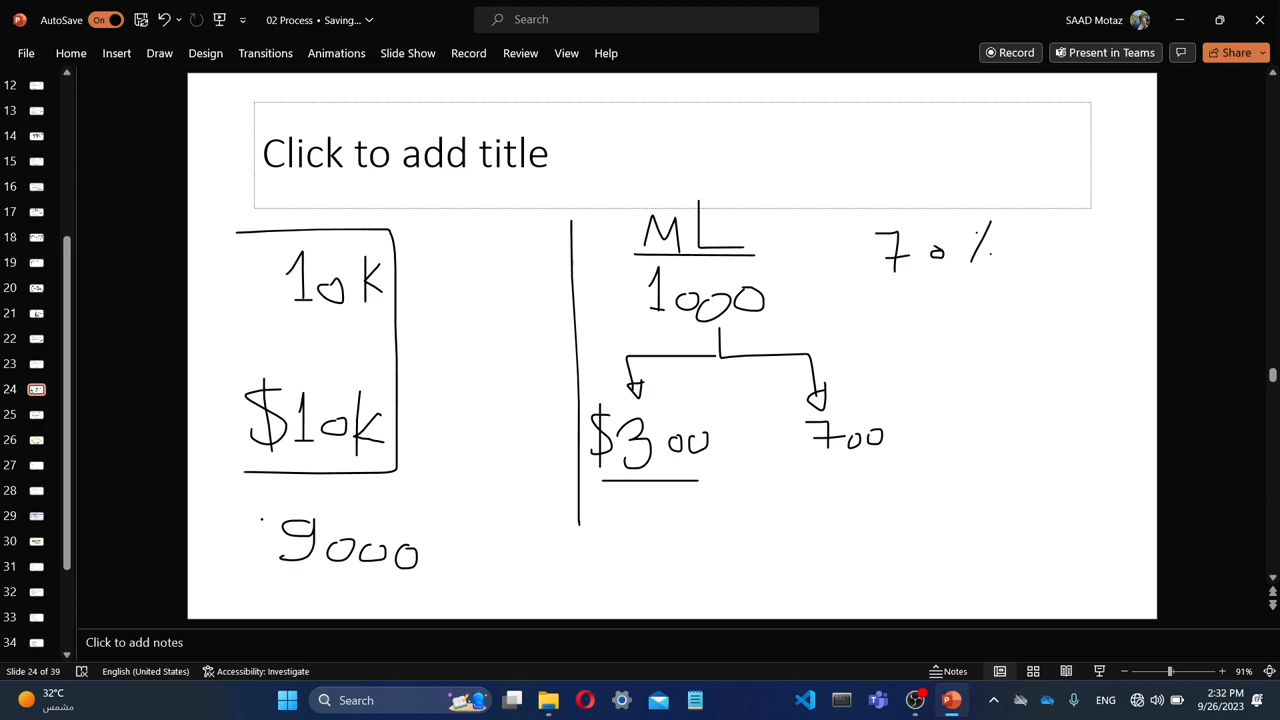 AutoSave
On
02 Process • Saving...
Search
SAAD Motaz
File
Home
Insert
Draw
Design
Transitions
Animations
Slide Show
Record
Review
View
Help
Record
Present in Teams
Share
12
13
14
15
16
17
18
19
20
21
22
23
24
25
26
27
28
29
30
31
32
33
34
Click to add title
10k
$10k
9000
ML
1000
$300
700
70%
Click to add notes
Slide 24 of 39
English (United States)
Accessibility: Investigate
Notes
91%
32°C
مشمس
Search
ENG
2:32 PM
9/26/2023